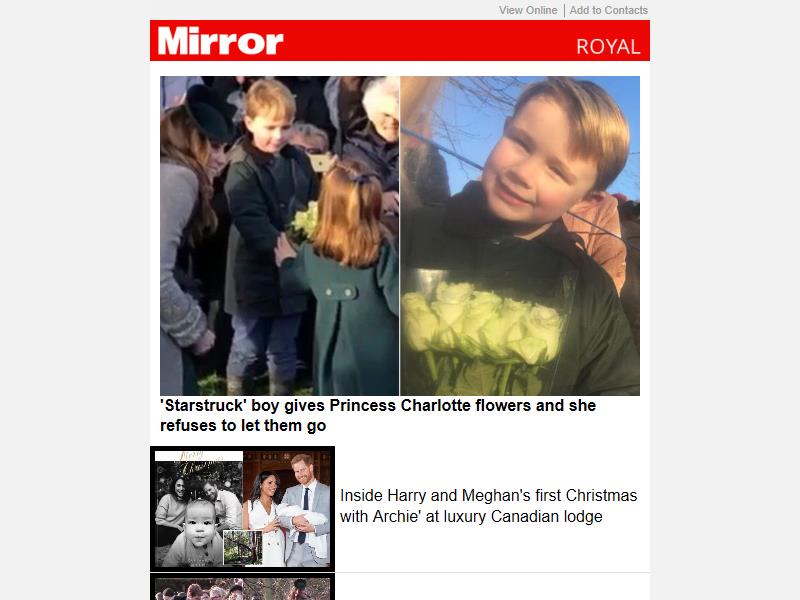 View Online | Add to Contacts
Mirror
ROYAL
'Starstruck' boy gives Princess Charlotte flowers and she
refuses to let them go
Merry
Christmas
Inside Harry and Meghan's first Christmas
with Archie' at luxury Canadian lodge